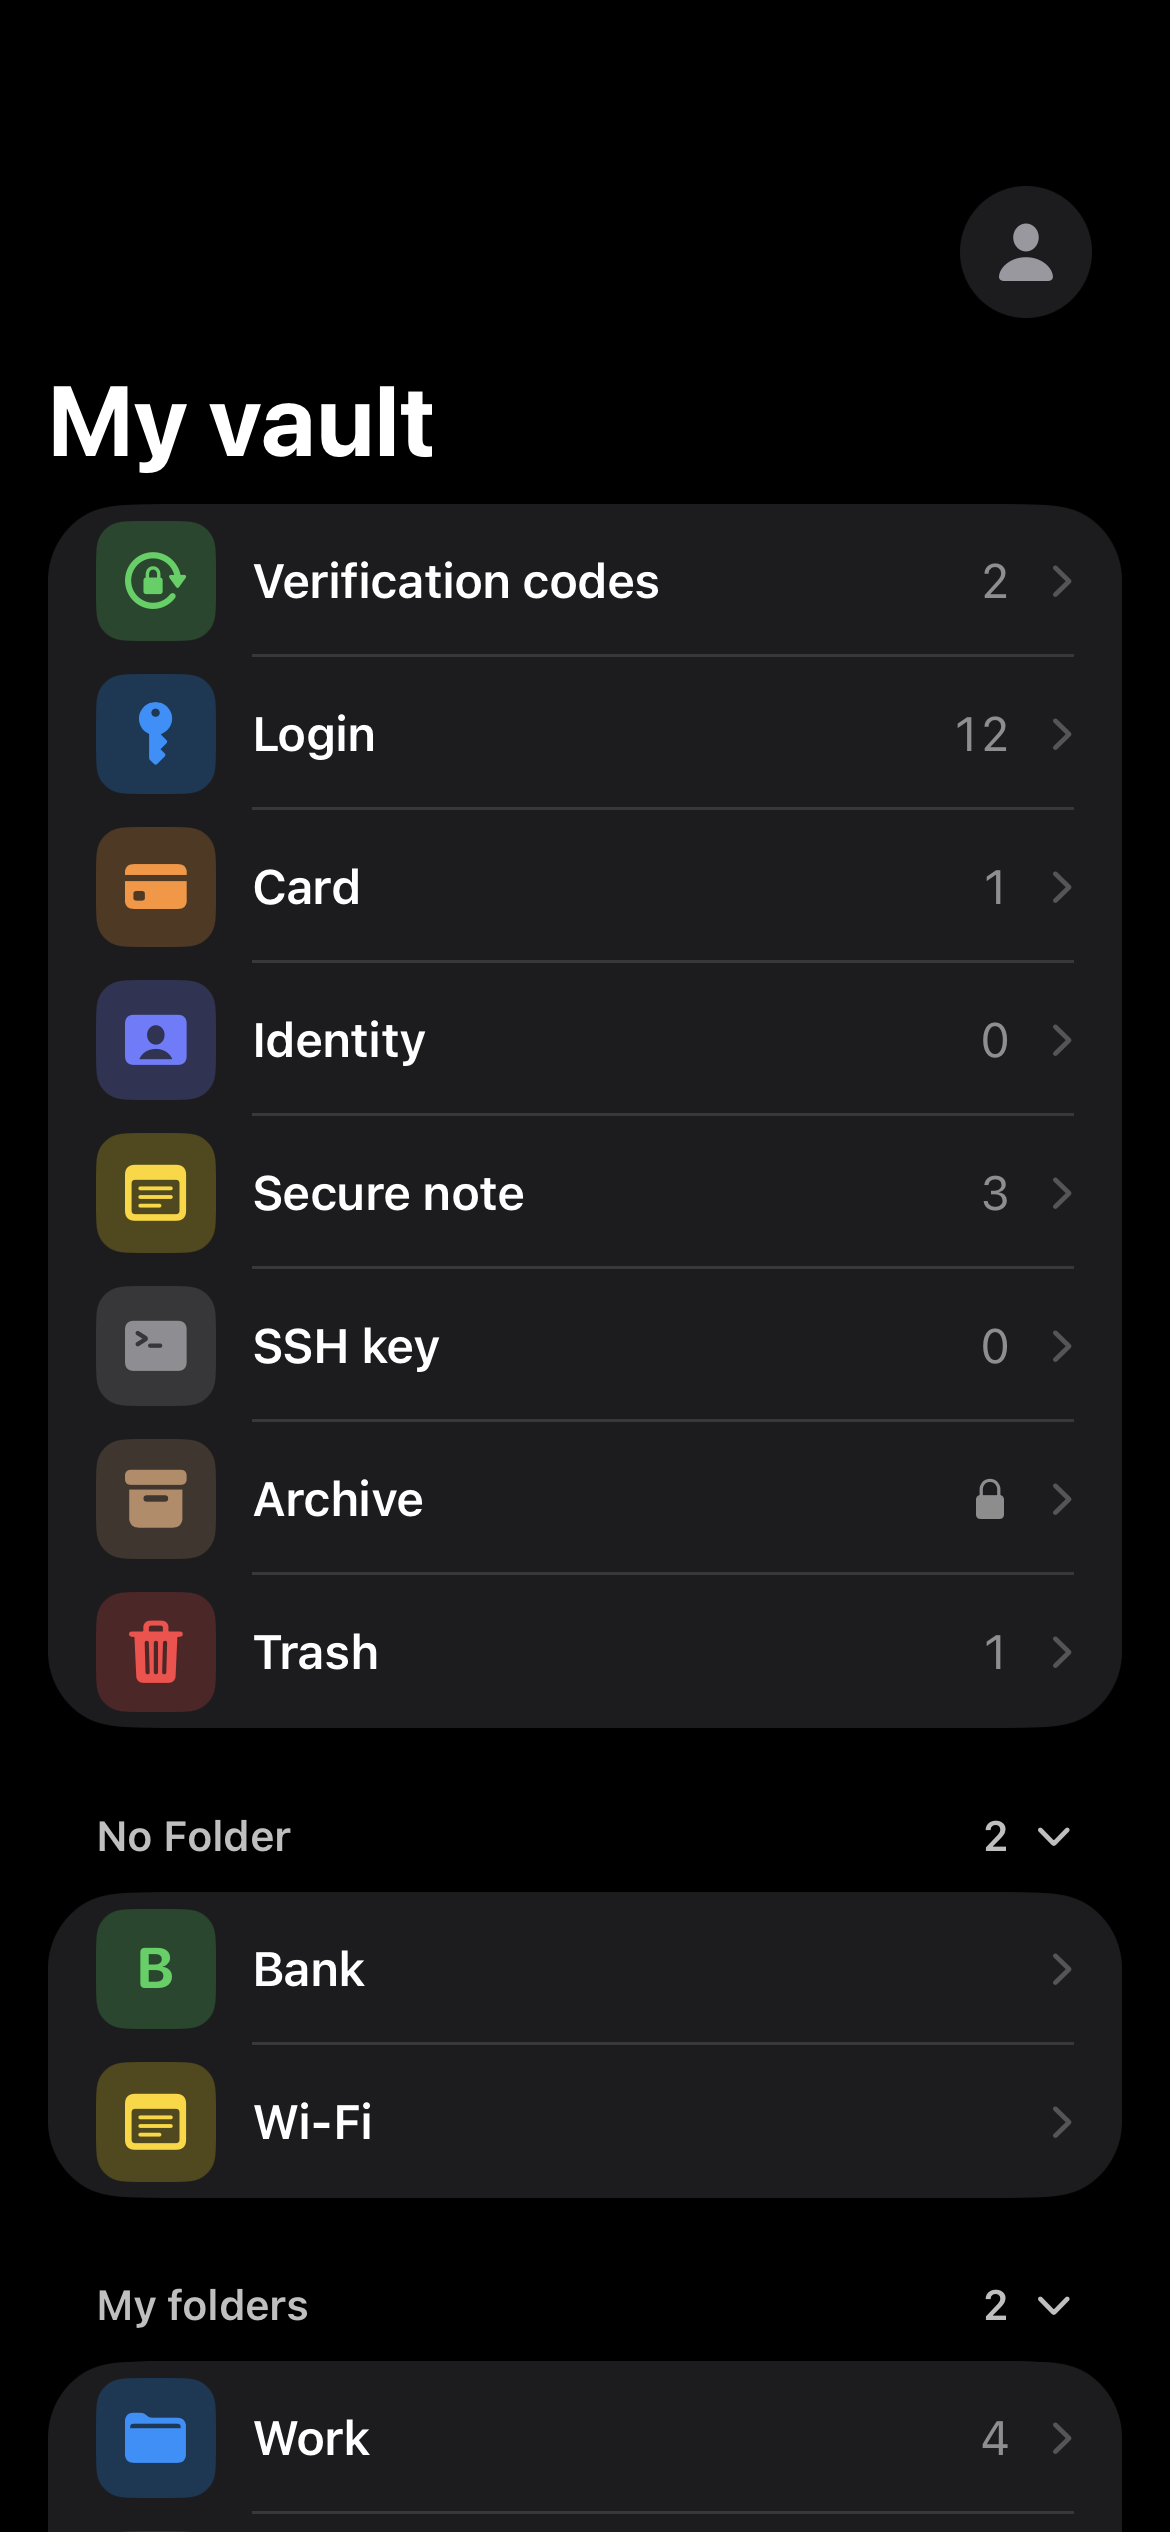 My vault
Verification codes 2
Login 12
Card 1
Identity 0
Secure note 3
SSH key 0
Archive
Trash 1
No Folder 2
B Bank
Wi-Fi
My folders 2
Work 4